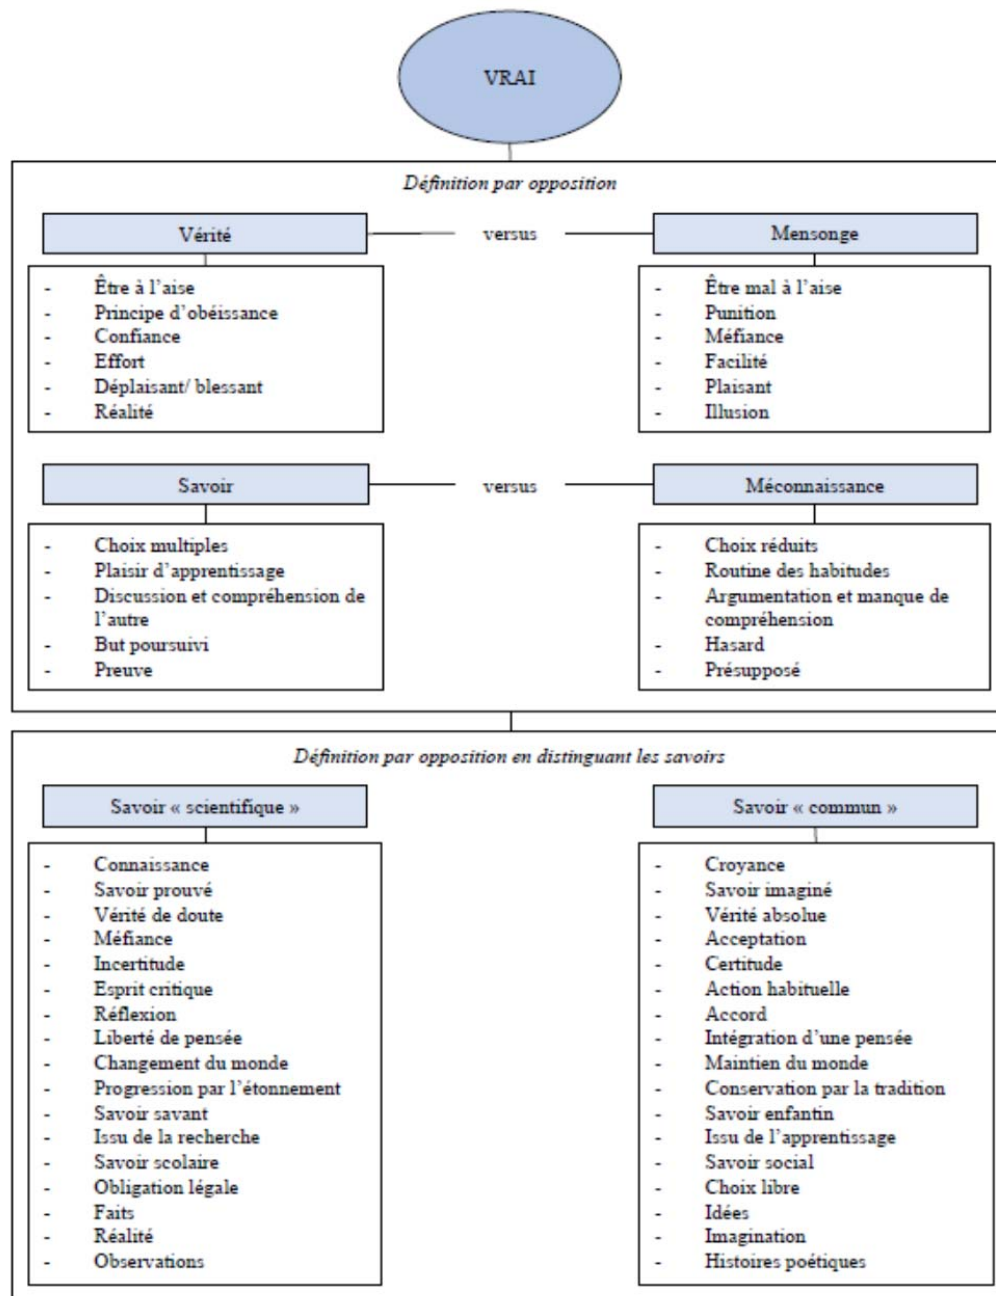 VRAI
Définition par opposition
Vérité
versus
Mensonge
- Être à l'aise
- Principe d'obéissance
- Confiance
- Effort
- Déplaisant/ blessant
- Réalité
- Être mal à l'aise
- Punition
- Méfiance
- Facilité
- Plaisant
- Illusion
Savoir
versus
Méconnaissance
- Choix multiples
- Plaisir d'apprentissage
- Discussion et compréhension de
l'autre
- But poursuivi
- Preuve
- Choix réduits
- Routine des habitudes
- Argumentation et manque de
compréhension
- Hasard
- Présupposé
Définition par opposition en distinguant les savoirs
Savoir « scientifique »
Savoir « commun »
- Connaissance
- Savoir prouvé
- Vérité de doute
- Méfiance
- Incertitude
- Esprit critique
- Réflexion
- Liberté de pensée
- Changement du monde
- Progression par l'étonnement
- Savoir savant
- Issu de la recherche
- Savoir scolaire
- Obligation légale
- Faits
- Réalité
- Observations
- Croyance
- Savoir imaginé
- Vérité absolue
- Acceptation
- Certitude
- Action habituelle
- Accord
- Intégration d'une pensée
- Maintien du monde
- Conservation par la tradition
- Savoir enfantin
- Issu de l'apprentissage
- Savoir social
- Choix libre
- Idées
- Imagination
- Histoires poétiques